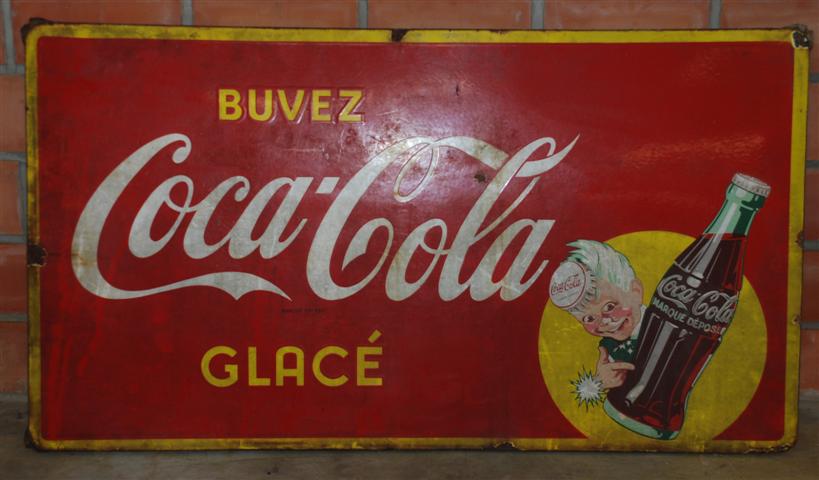 BUVEZ
Coca-Cola
GLACÉ
Coca-Cola
Coca-Cola
MARQUE DÉPOSÉE